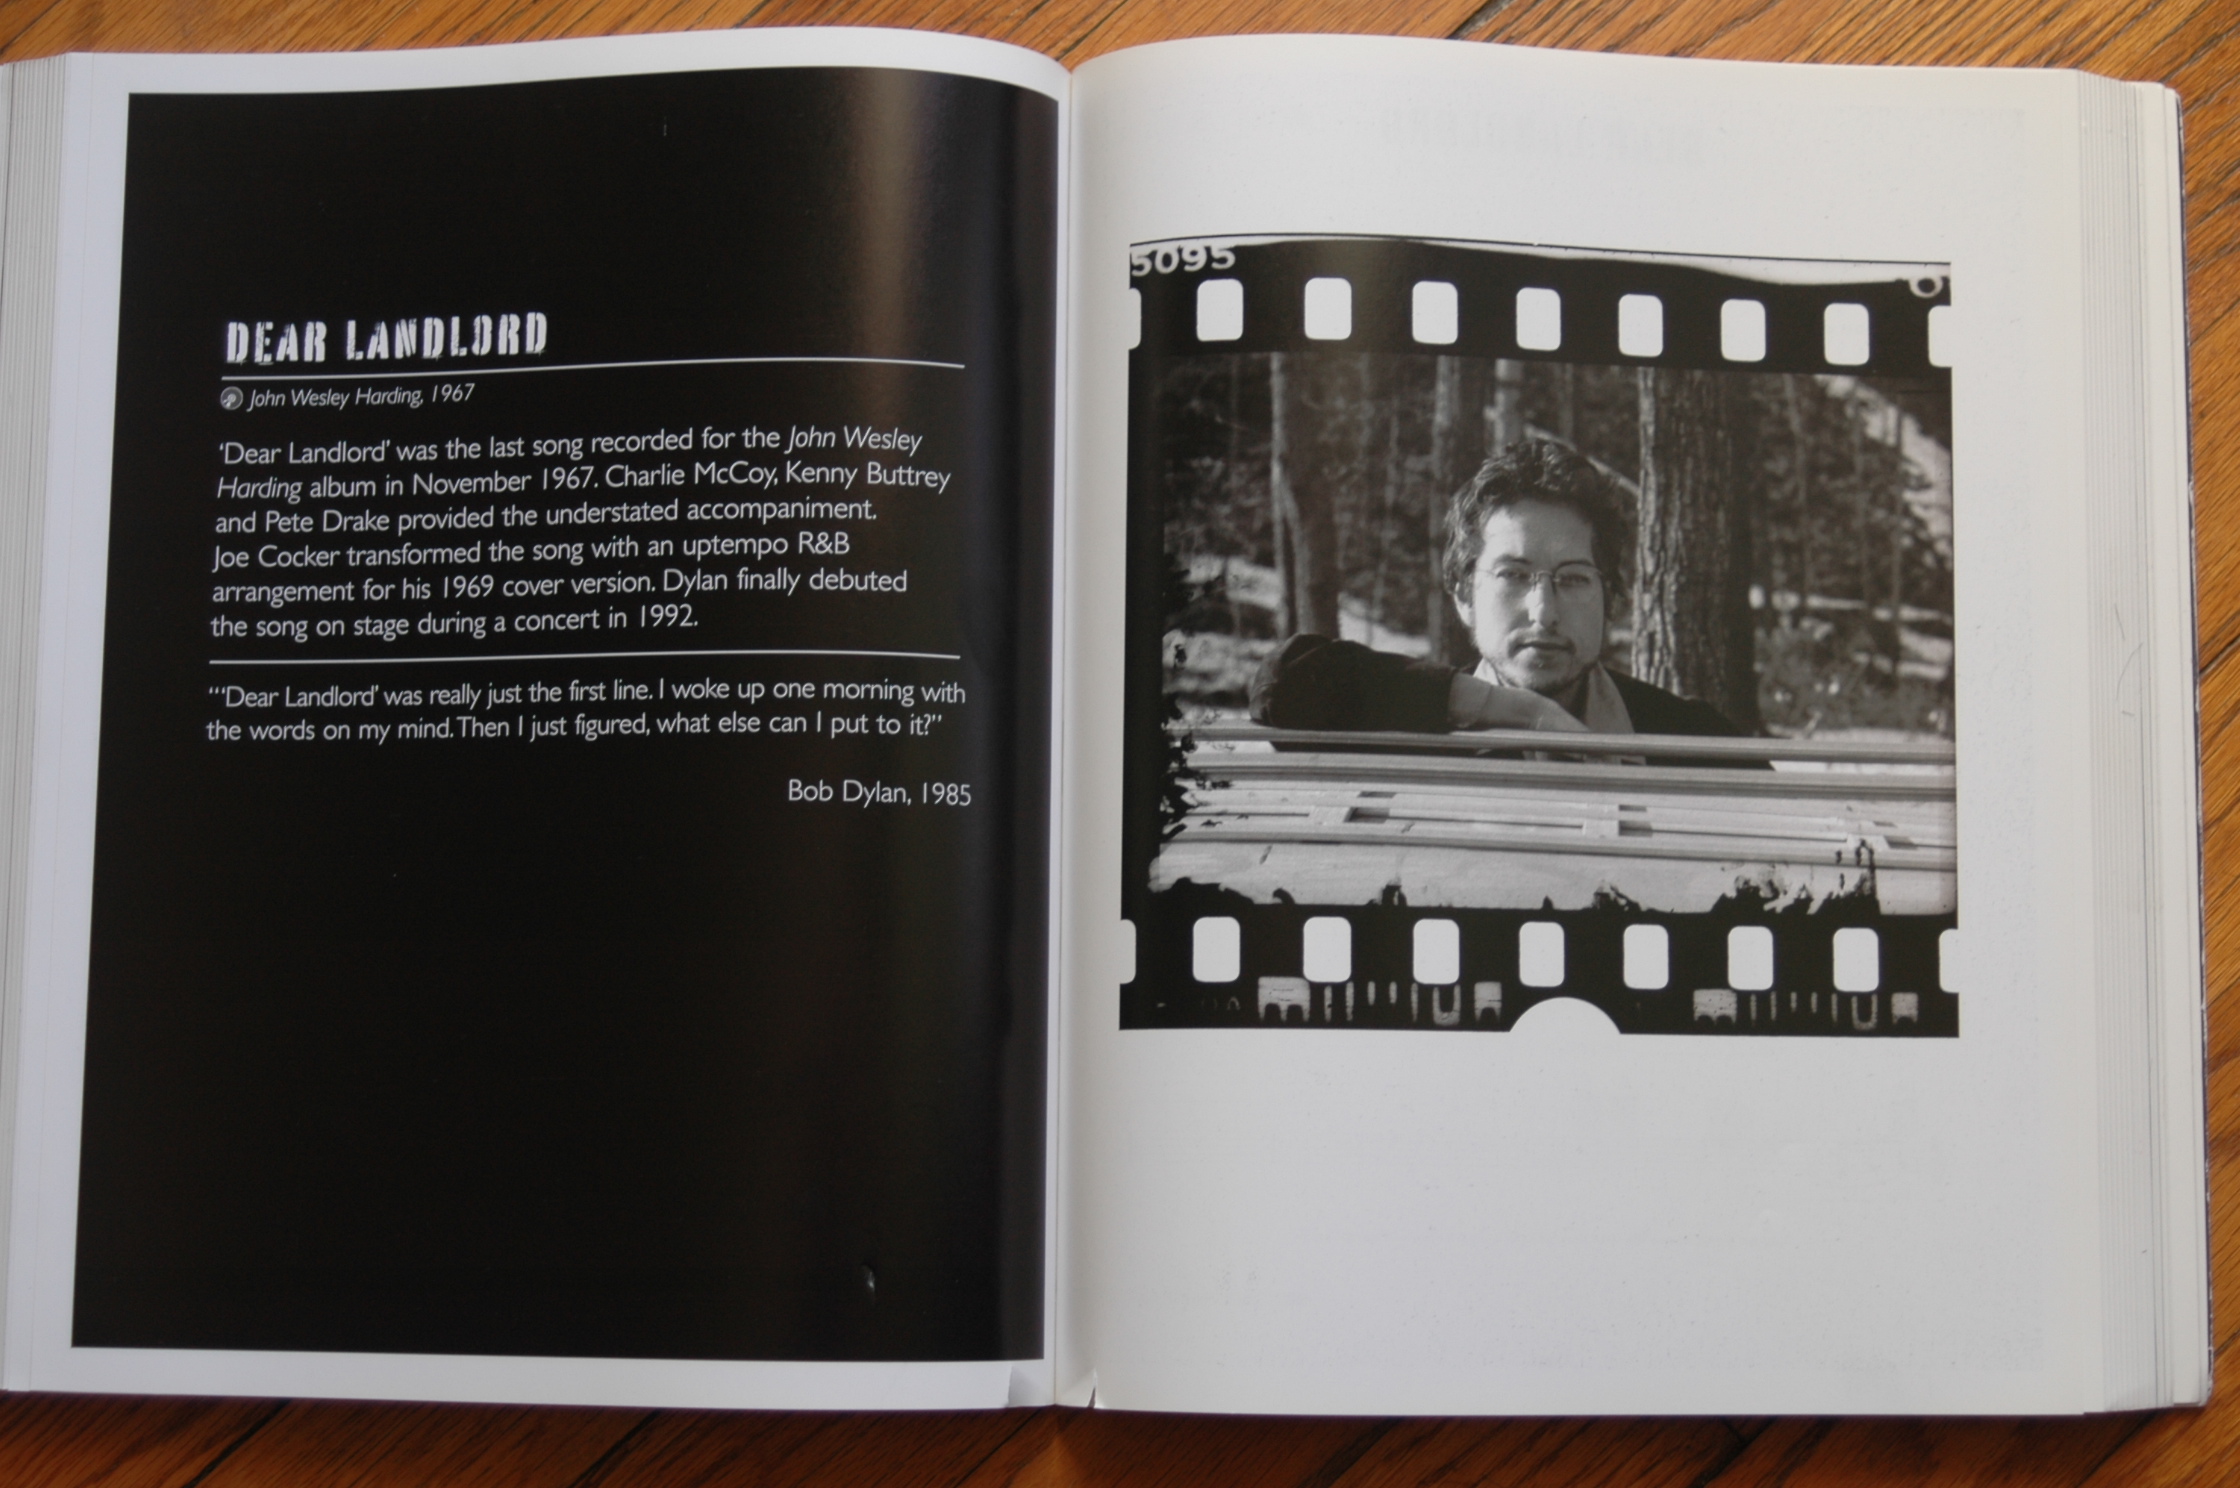 DEAR LANDLORD
John Wesley Harding, 1967
‘Dear Landlord’ was the last song recorded for the John Wesley
Harding album in November 1967. Charlie McCoy, Kenny Buttrey
and Pete Drake provided the understated accompaniment.
Joe Cocker transformed the song with an uptempo R&B
arrangement for his 1969 cover version. Dylan finally debuted
the song on stage during a concert in 1992.
“‘Dear Landlord’ was really just the first line. I woke up one morning with
the words on my mind. Then I just figured, what else can I put to it?”
Bob Dylan, 1985
5095